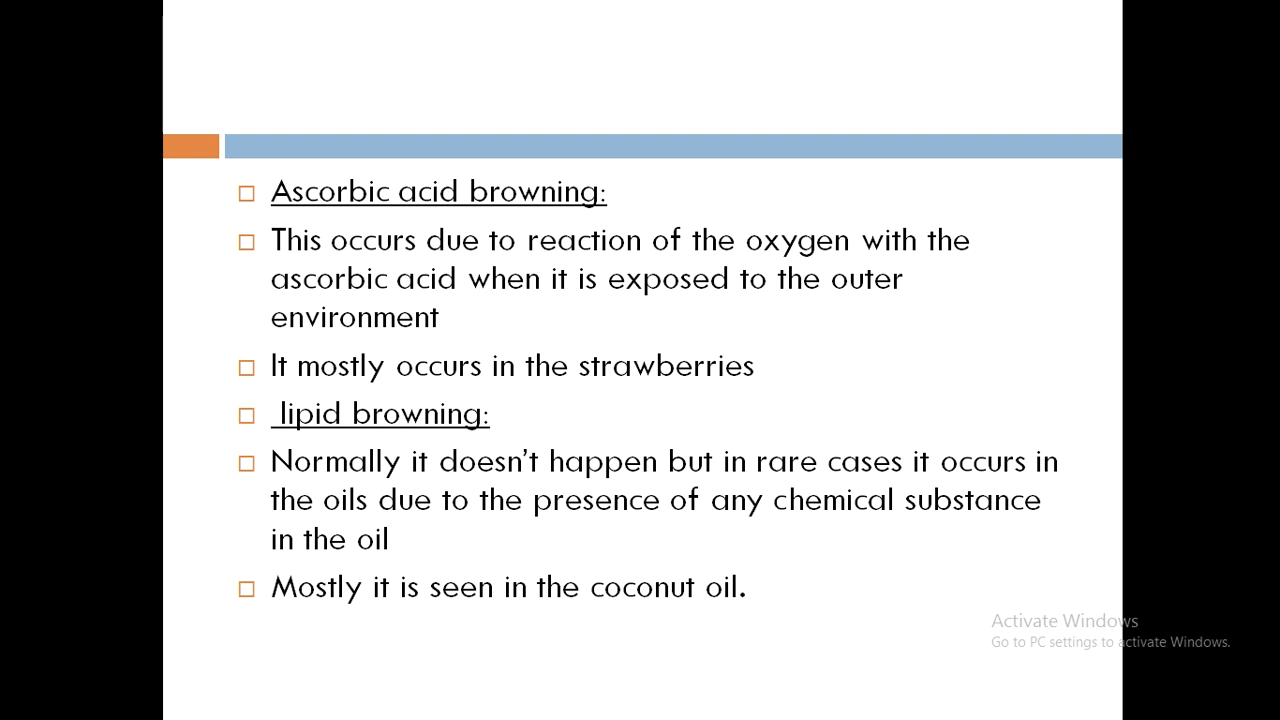 Ascorbic acid browning:
This occurs due to reaction of the oxygen with the
ascorbic acid when it is exposed to the outer
environment
It mostly occurs in the strawberries
lipid browning:
Normally it doesn't happen but in rare cases it occurs in
the oils due to the presence of any chemical substance
in the oil
Mostly it is seen in the coconut oil.
Activate Windows
Go to PC settings to activate Windows.